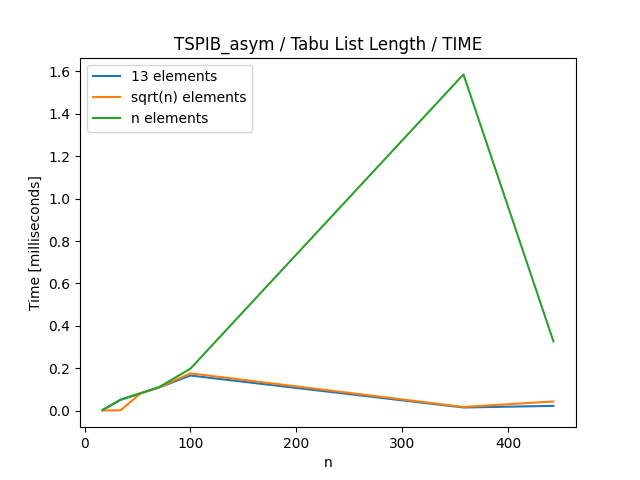 TSPIB_asym / Tabu List Length / TIME
13 elements
sqrt(n) elements
n elements
Time [milliseconds]
1.6
1.4
1.2
1.0
0.8
0.6
0.4
0.2
0.0
0
100
200
300
400
n